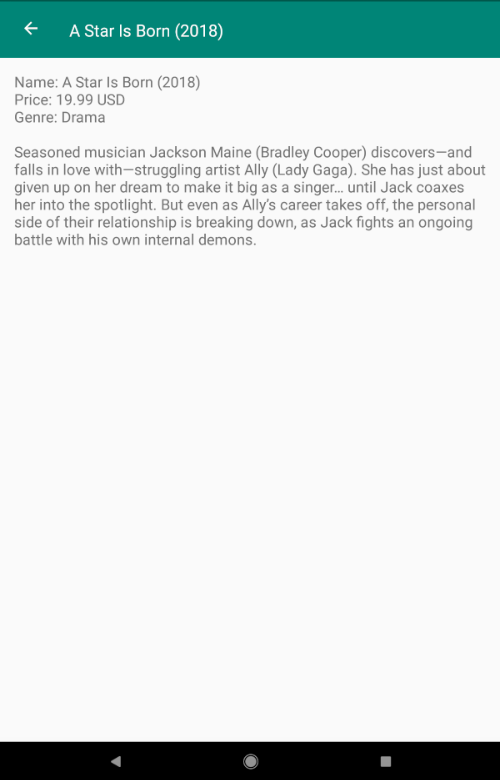 A Star Is Born (2018)
Name: A Star Is Born (2018)
Price: 19.99 USD
Genre: Drama
Seasoned musician Jackson Maine (Bradley Cooper) discovers—and
falls in love with—struggling artist Ally (Lady Gaga). She has just about
given up on her dream to make it big as a singer… until Jack coaxes
her into the spotlight. But even as Ally’s career takes off, the personal
side of their relationship is breaking down, as Jack fights an ongoing
battle with his own internal demons.